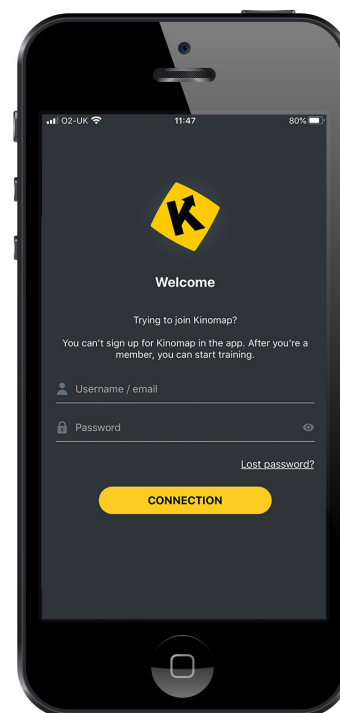 O2-UK 11:47 80%
K
Welcome
Trying to join Kinomap?
You can't sign up for Kinomap in the app. After you're a
member, you can start training.
Username / email
Password
Lost password?
CONNECTION